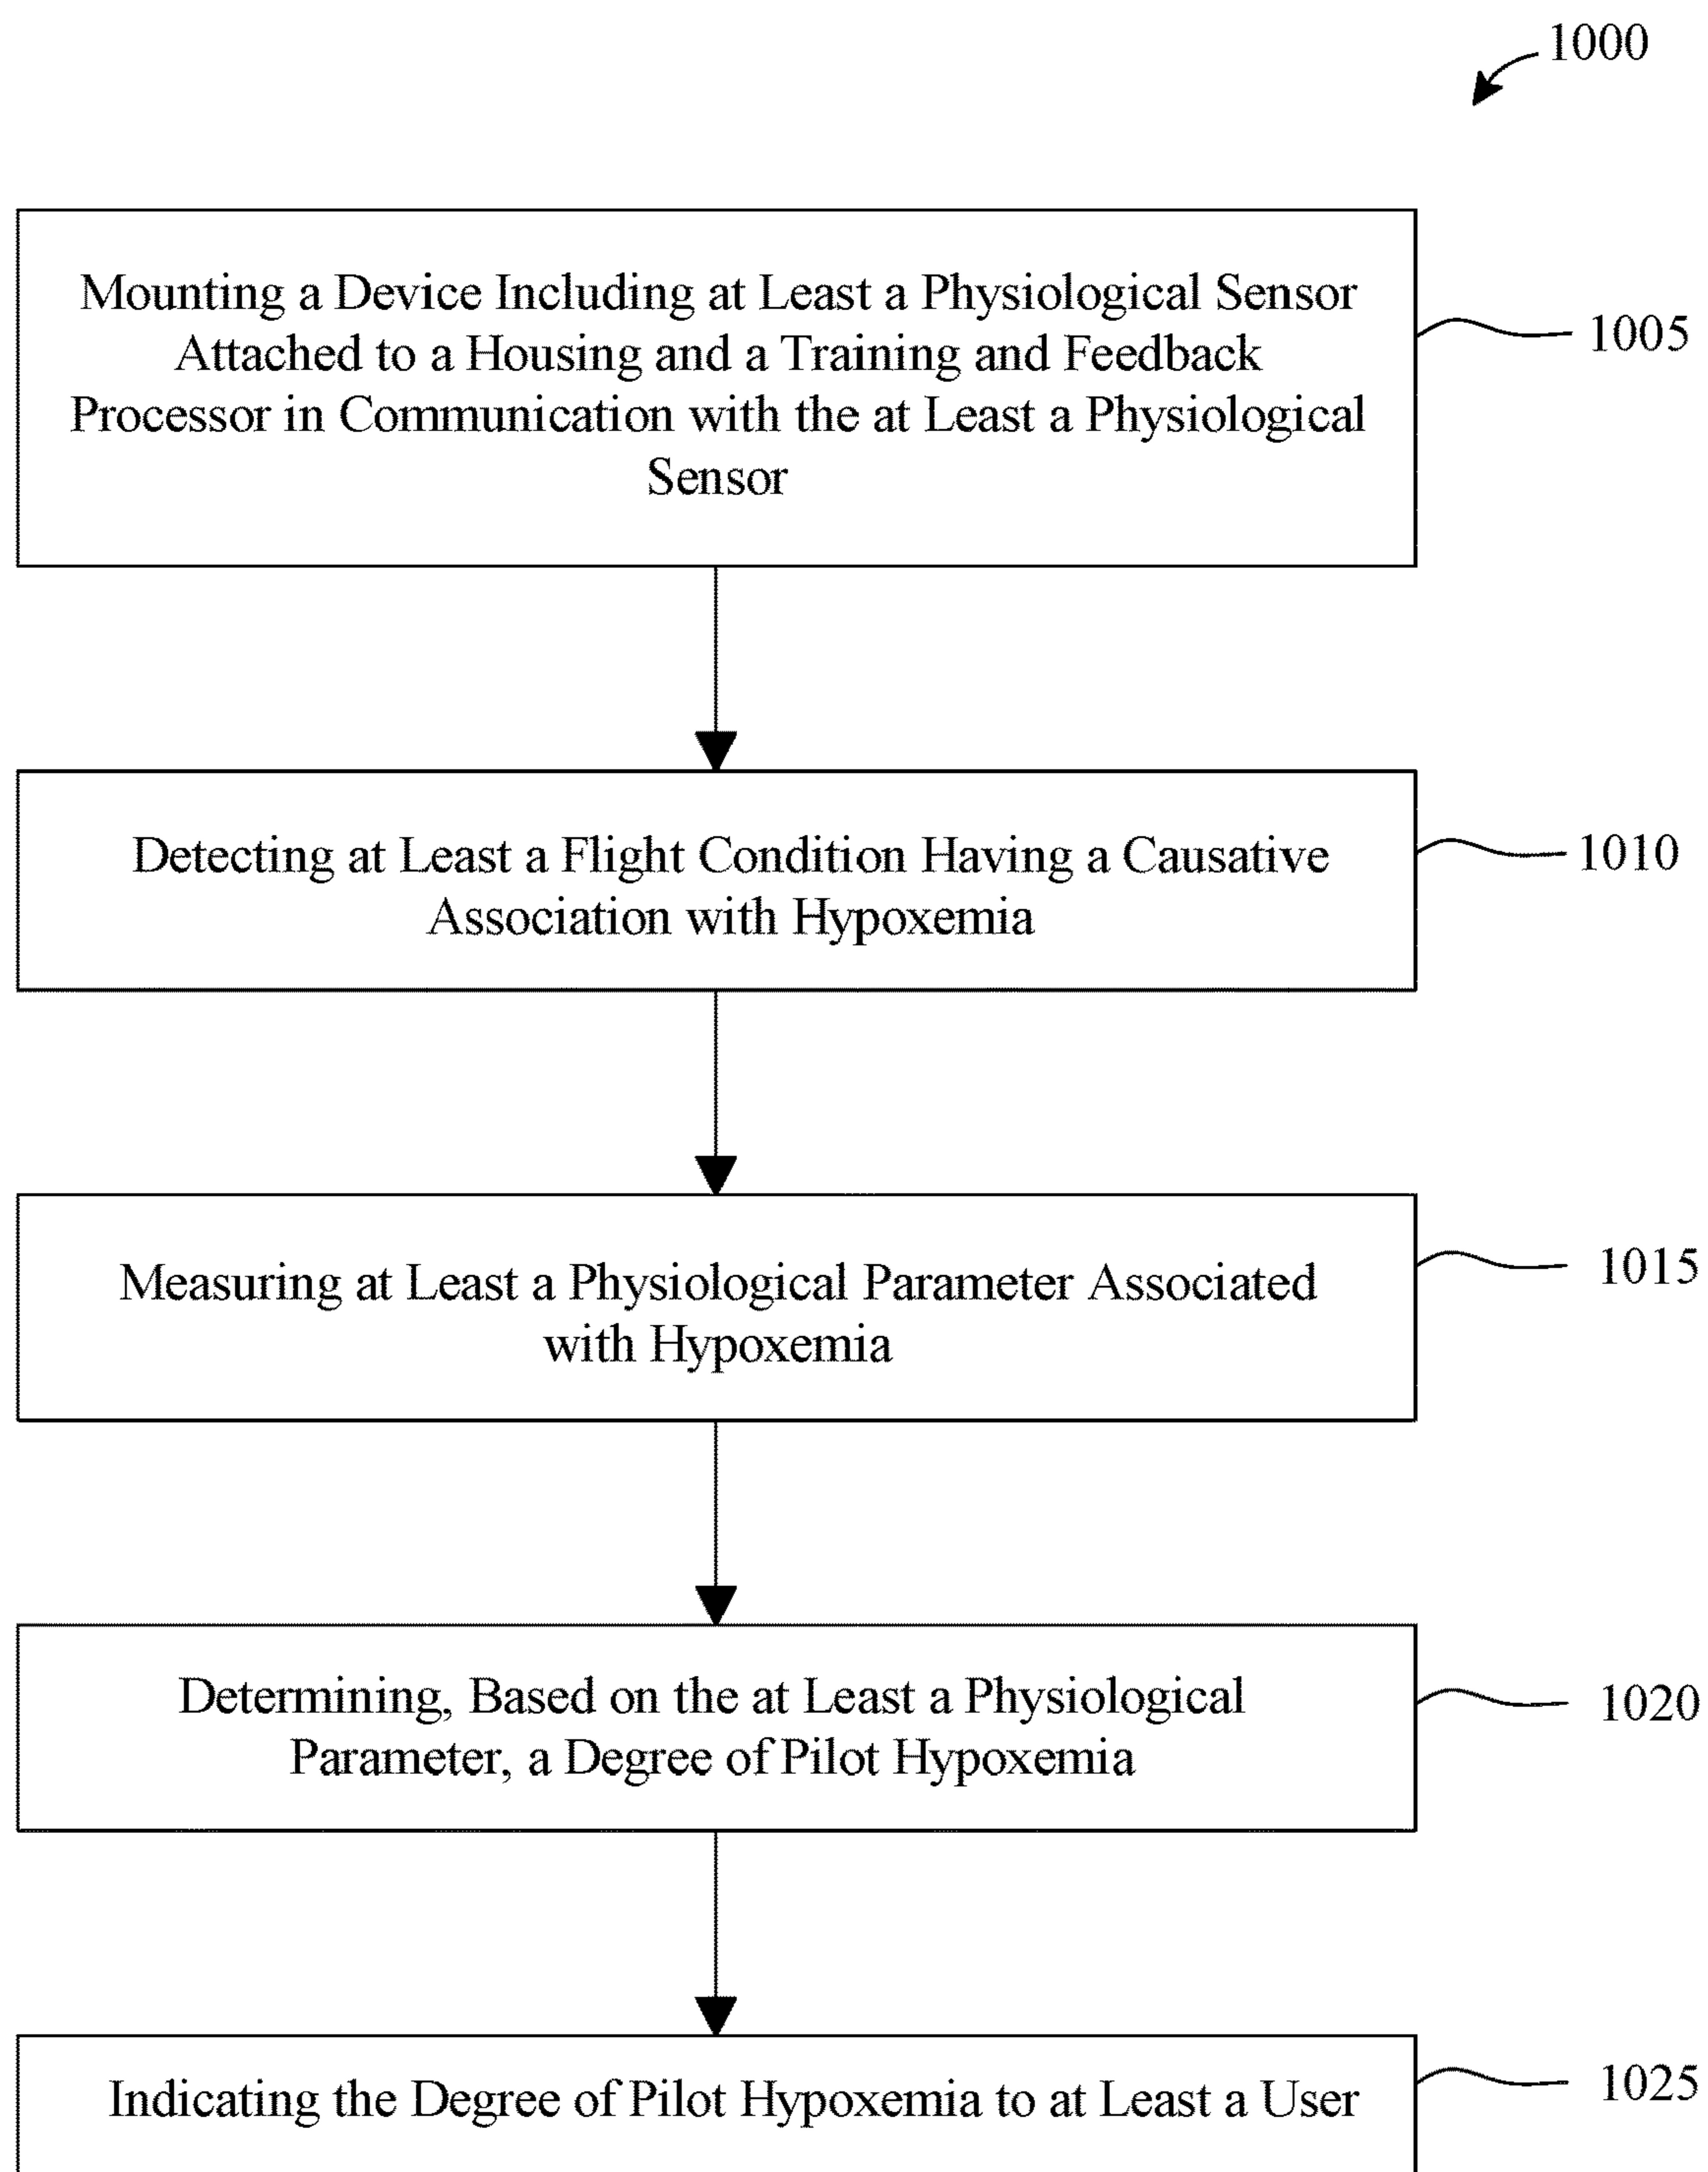 1000
Mounting a Device Including at Least a Physiological Sensor
Attached to a Housing and a Training and Feedback
Processor in Communication with the at Least a Physiological
Sensor
1005
Detecting at Least a Flight Condition Having a Causative
Association with Hypoxemia
1010
Measuring at Least a Physiological Parameter Associated
with Hypoxemia
1015
Determining, Based on the at Least a Physiological
Parameter, a Degree of Pilot Hypoxemia
1020
Indicating the Degree of Pilot Hypoxemia to at Least a User
1025